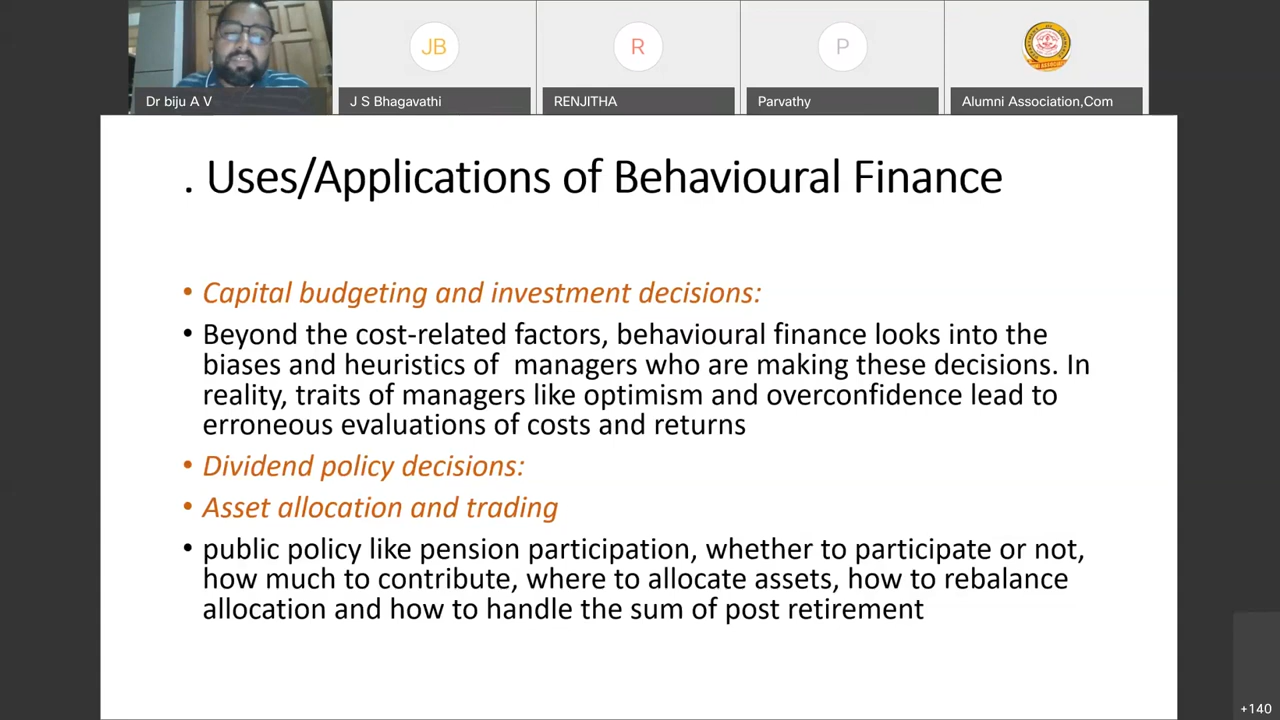 JB
R
P
Dr biju A V
J S Bhagavathi
RENJITHA
Parvathy
Alumni Association,Com
. Uses/Applications of Behavioural Finance
• Capital budgeting and investment decisions:
• Beyond the cost-related factors, behavioural finance looks into the
biases and heuristics of  managers who are making these decisions. In
reality, traits of managers like optimism and overconfidence lead to
erroneous evaluations of costs and returns
• Dividend policy decisions:
• Asset allocation and trading
• public policy like pension participation, whether to participate or not,
how much to contribute, where to allocate assets, how to rebalance
allocation and how to handle the sum of post retirement
+140